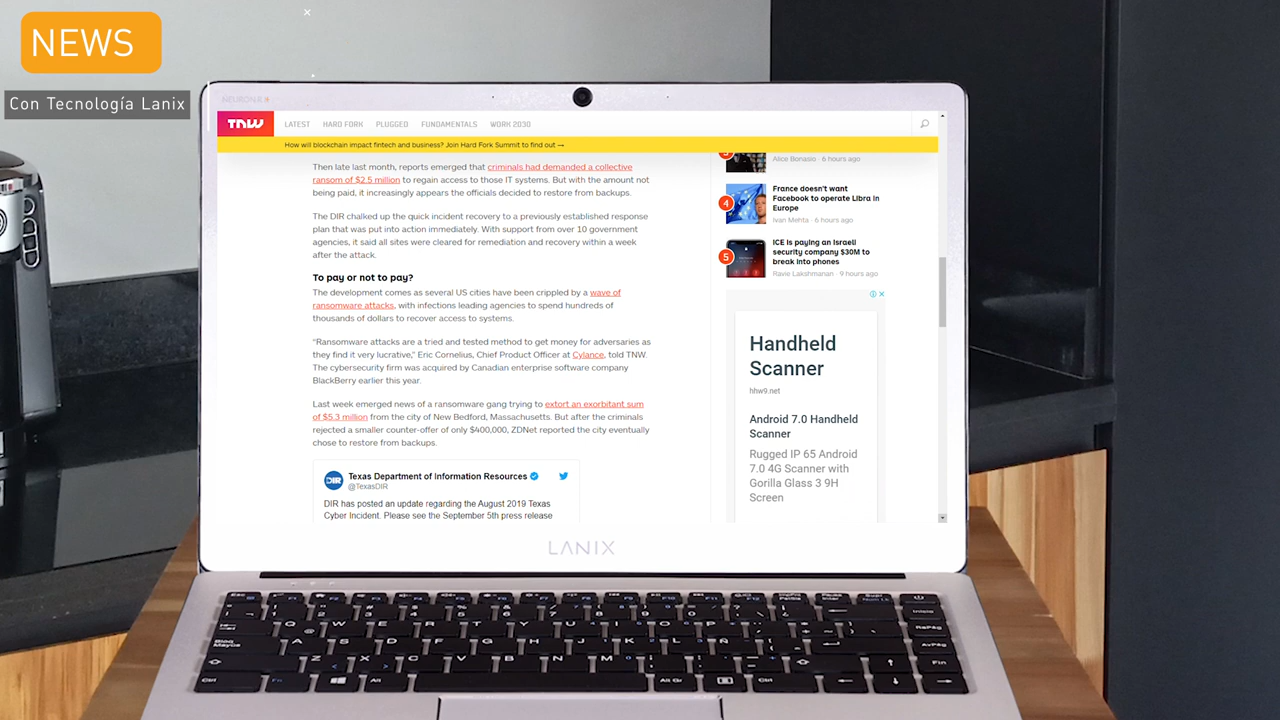 NEWS
Con Tecnología Lanix
TNW
LATEST HARD FORK PLUGGED FUNDAMENTALS WORK 2030
How will blockchain impact fintech and business? Join Hard Fork Summit to find out →
Then late last month, reports emerged that criminals had demanded a collective
ransom of $2.5 million to regain access to those IT systems. But with the amount not
being paid, it increasingly appears the officials decided to restore from backups.
The DIR chalked up the quick incident recovery to a previously established response
plan that was put into action immediately. With support from over 10 government
agencies, it said all sites were cleared for remediation and recovery within a week
after the attack.
To pay or not to pay?
The development comes as several US cities have been crippled by a wave of
ransomware attacks, with infections leading agencies to spend hundreds of
thousands of dollars to recover access to systems.
“Ransomware attacks are a tried and tested method to get money for adversaries as
they find it very lucrative,” Eric Cornelius, Chief Product Officer at Cylance, told TNW.
The cybersecurity firm was acquired by Canadian enterprise software company
BlackBerry earlier this year.
Last week emerged news of a ransomware gang trying to extort an exorbitant sum
of $5.3 million from the city of New Bedford, Massachusetts. But after the criminals
rejected a smaller counter-offer of only $400,000, ZDNet reported the city eventually
chose to restore from backups.
DIR
Texas Department of Information Resources
@TexasDIR
DIR has posted an update regarding the August 2019 Texas
Cyber Incident. Please see the September 5th press release
Alice Bonasio · 6 hours ago
4
France doesn't want
Facebook to operate Libra in
Europe
Ivan Mehta · 6 hours ago
5
ICE is paying an Israeli
security company $30M to
break into phones
Ravie Lakshmanan · 9 hours ago
Handheld
Scanner
hhw9.net
Android 7.0 Handheld
Scanner
Rugged IP 65 Android
7.0 4G Scanner with
Gorilla Glass 3 9H
Screen
LANIX
Esc
Inicio
Q W E R T Y U I O P
RePág
Bloq
Mayús
A S D F G H J K L Ñ
AvPág
Z X C V B N M
Fin
Ctrl Fn Alt Alt Gr Ctrl